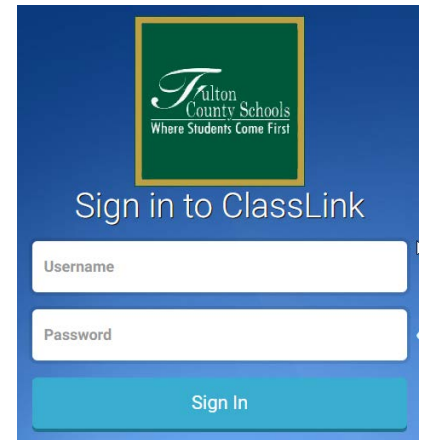 Fulton
County Schools
Where Students Come First
Sign in to ClassLink
Username
Password
Sign In